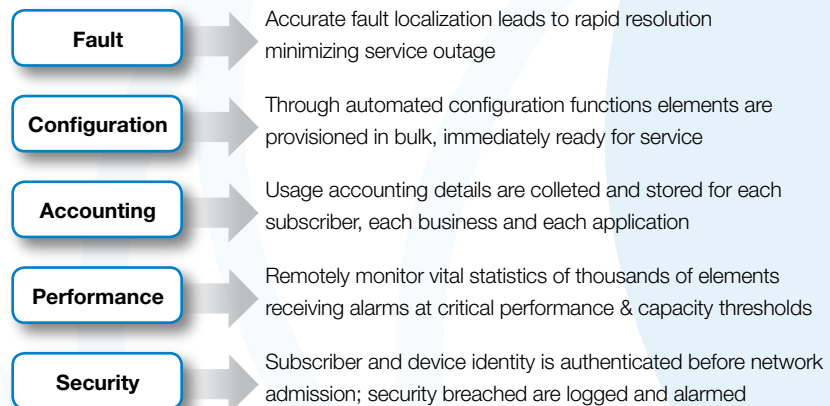 Fault
Accurate fault localization leads to rapid resolution
minimizing service outage
Configuration
Through automated configuration functions elements are
provisioned in bulk, immediately ready for service
Accounting
Usage accounting details are colleted and stored for each
subscriber, each business and each application
Performance
Remotely monitor vital statistics of thousands of elements
receiving alarms at critical performance & capacity thresholds
Security
Subscriber and device identity is authenticated before network
admission; security breached are logged and alarmed